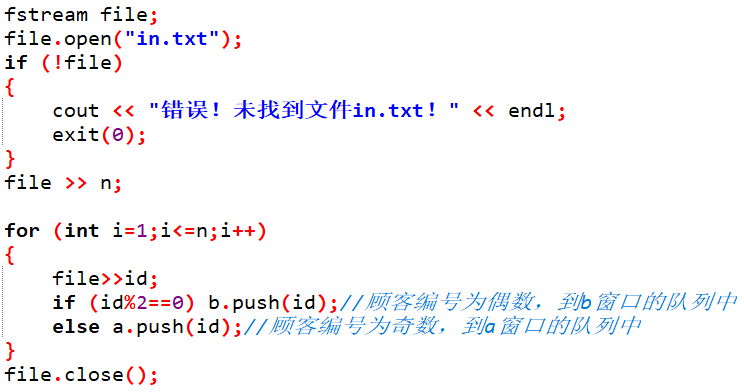 fstream file;
file.open("in.txt");
if (!file)
{
    cout << "错误！未找到文件in.txt！" << endl;
    exit(0);
}
file >> n;

for (int i=1;i<=n;i++)
{
    file>>id;
    if (id%2==0) b.push(id);//顾客编号为偶数，到b窗口的队列中
    else a.push(id);//顾客编号为奇数，到a窗口的队列中
}
file.close();